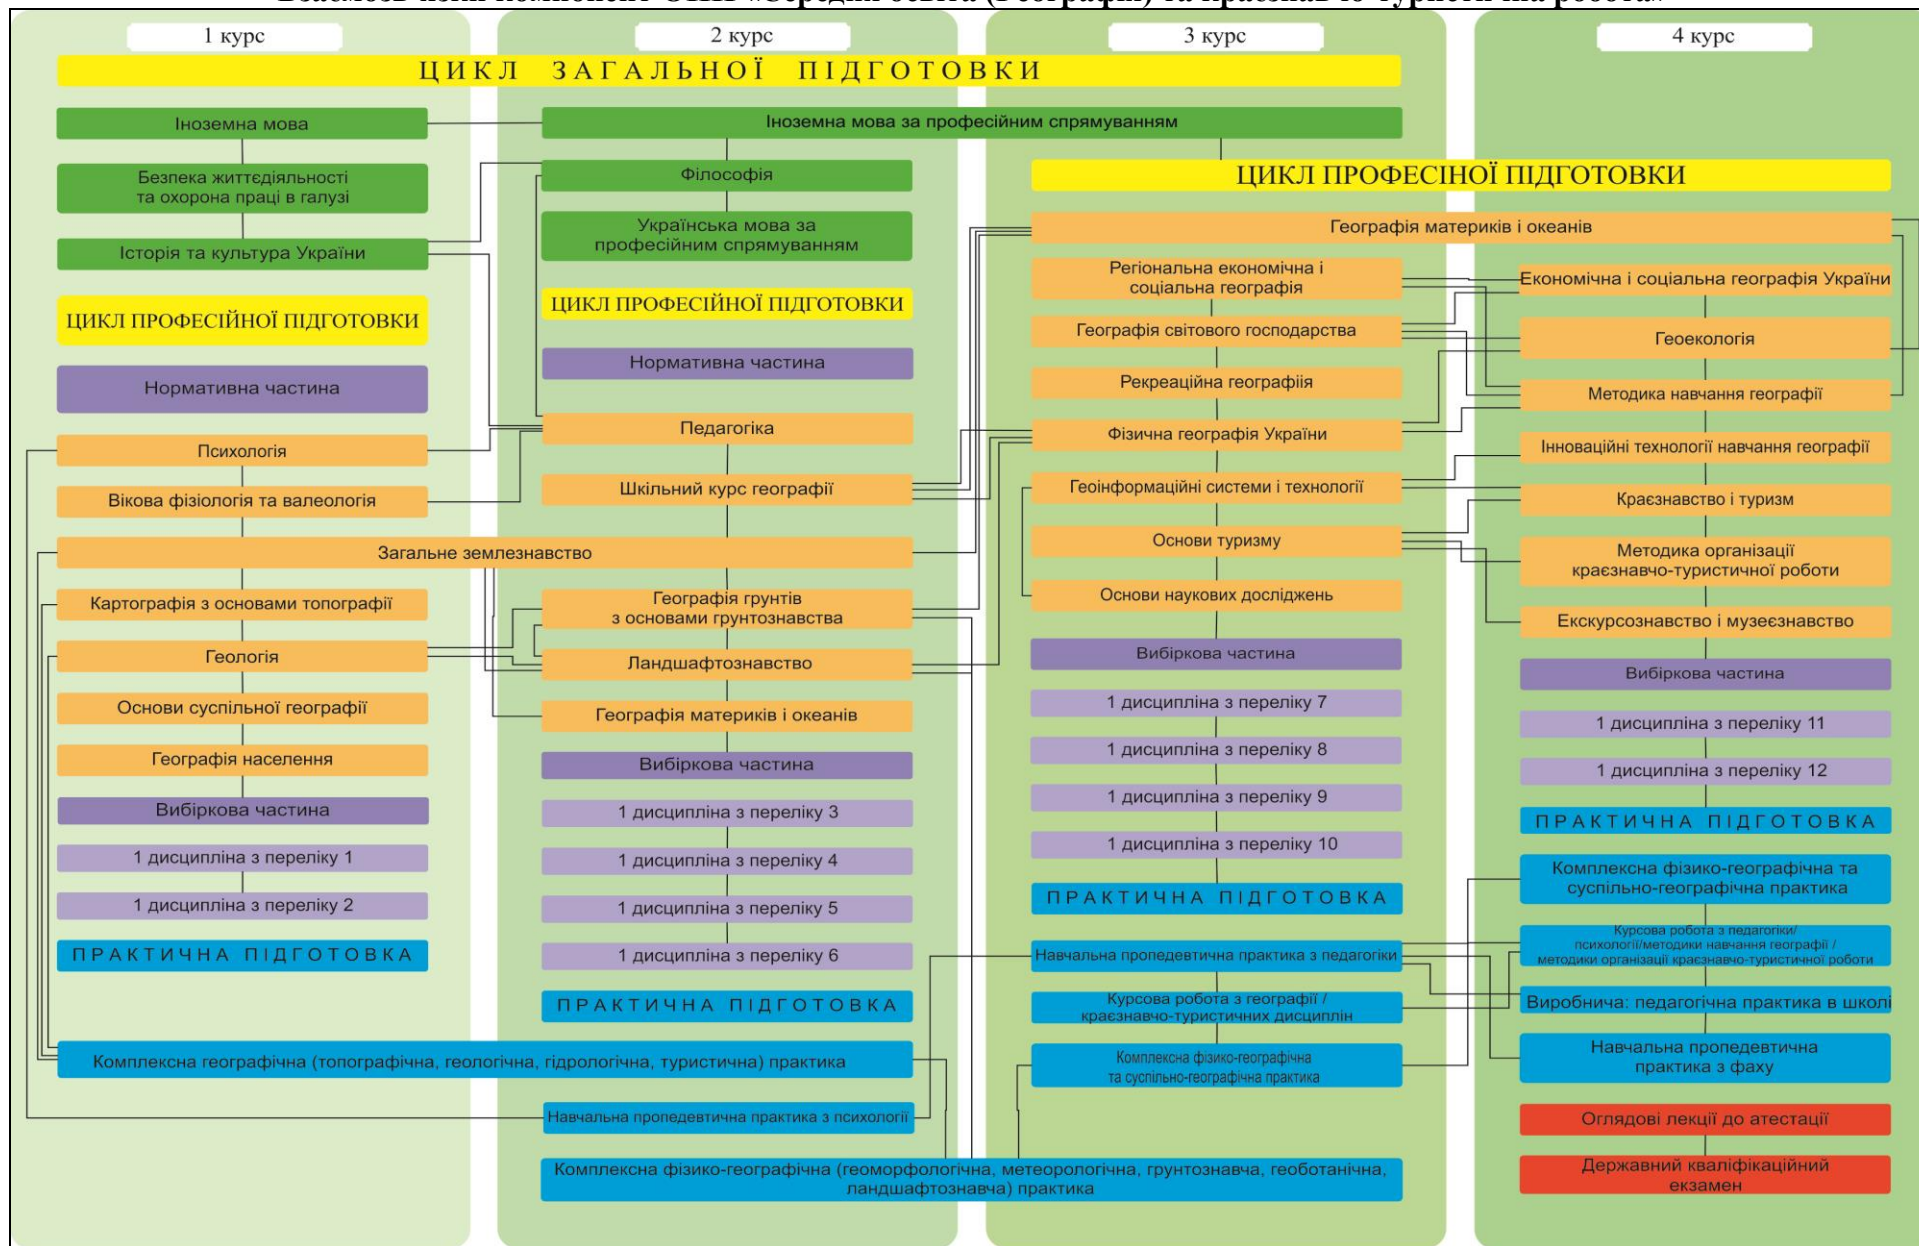 1 курс
2 курс
3 курс
4 курс
ЦИКЛ ЗАГАЛЬНОЇ ПІДГОТОВКИ
Іноземна мова
Безпека життєдіяльності
та охорона праці в галузі
Історія та культура України
ЦИКЛ ПРОФЕСІЙНОЇ ПІДГОТОВКИ
Нормативна частина
Психологія
Вікова фізіологія та валеологія
Загальне землезнавство
Картографія з основами топографії
Геологія
Основи суспільної географії
Географія населення
Вибіркова частина
1 дисципліна з переліку 1
1 дисципліна з переліку 2
ПРАКТИЧНА ПІДГОТОВКА
Комплексна географічна (топографічна, геологічна, гідрологічна, туристична) практика
Іноземна мова за професійним спрямуванням
Філософія
Українська мова за
професійним спрямуванням
ЦИКЛ ПРОФЕСІЙНОЇ ПІДГОТОВКИ
Нормативна частина
Педагогіка
Шкільний курс географії
Географія грунтів
з основами грунтознавства
Ландшафтознавство
Географія материків і океанів
Вибіркова частина
1 дисципліна з переліку 3
1 дисципліна з переліку 4
1 дисципліна з переліку 5
1 дисципліна з переліку 6
ПРАКТИЧНА ПІДГОТОВКА
Навчальна пропедевтична практика з психології
Комплексна фізико-географічна (геоморфологічна, метеорологічна, грунтознавча, геоботанічна,
ландшафтознавча) практика
ЦИКЛ ПРОФЕСІНОЇ ПІДГОТОВКИ
Географія материків і океанів
Регіональна економічна і
соціальна географія
Географія світового господарства
Рекреаційна географіія
Фізична географія України
Геоінформаційні системи і технології
Основи туризму
Основи наукових досліджень
Вибіркова частина
1 дисципліна з переліку 7
1 дисципліна з переліку 8
1 дисципліна з переліку 9
1 дисципліна з переліку 10
ПРАКТИЧНА ПІДГОТОВКА
Навчальна пропедевтична практика з педагогіки
Курсова робота з географії /
краєзнавчо-туристичних дисциплін
Комплексна фізико-географічна
та суспільно-географічна практика
Економічна і соціальна географія України
Геоекологія
Методика навчання географії
Інноваційні технології навчання географії
Краєзнавство і туризм
Методика організації
краєзнавчо-туристичної роботи
Екскурсознавство і музеєзнавство
Вибіркова частина
1 дисципліна з переліку 11
1 дисципліна з переліку 12
ПРАКТИЧНА ПІДГОТОВКА
Комплексна фізико-географічна та
суспільно-географічна практика
Курсова робота з педагогіки/
психології/методики навчання географії /
методики організації краєзнавчо-туристичної роботи
Виробнича: педагогічна практика в школі
Навчальна пропедевтична
практика з фаху
Оглядові лекції до атестації
Державний кваліфікаційний
екзамен